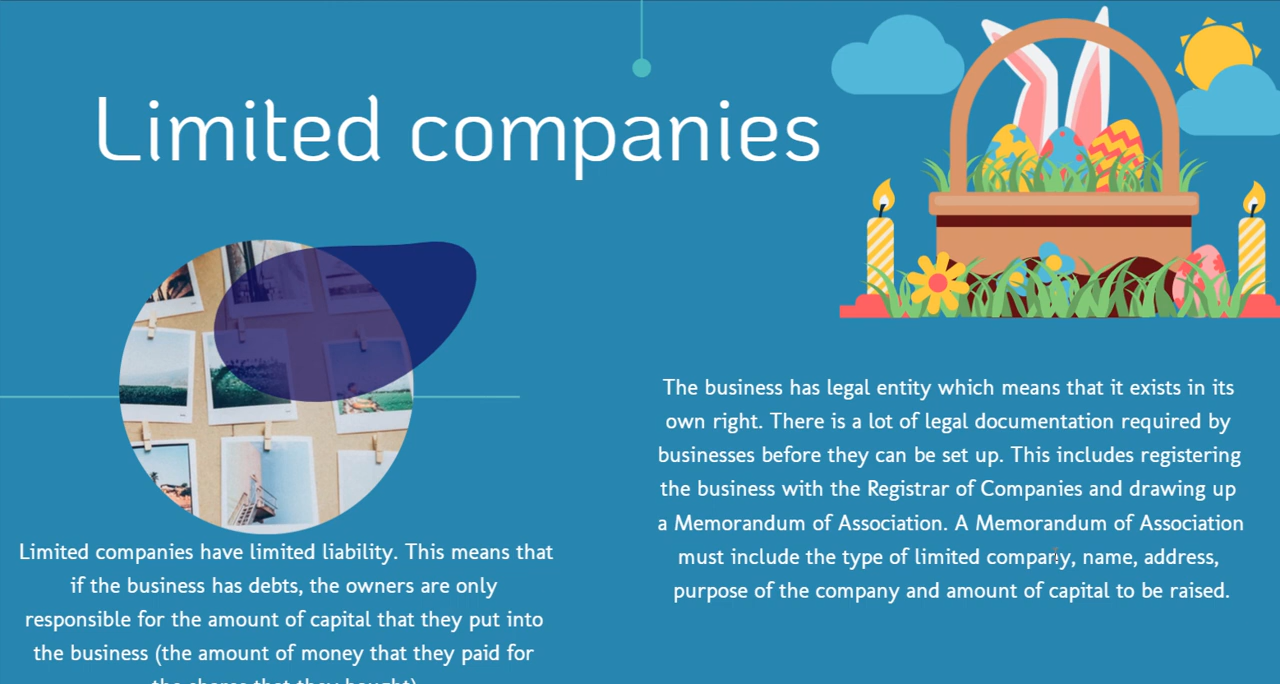 Limited companies
Limited companies have limited liability. This means that
if the business has debts, the owners are only
responsible for the amount of capital that they put into
the business (the amount of money that they paid for
the shares that they bought)
The business has legal entity which means that it exists in its
own right. There is a lot of legal documentation required by
businesses before they can be set up. This includes registering
the business with the Registrar of Companies and drawing up
a Memorandum of Association. A Memorandum of Association
must include the type of limited company, name, address,
purpose of the company and amount of capital to be raised.